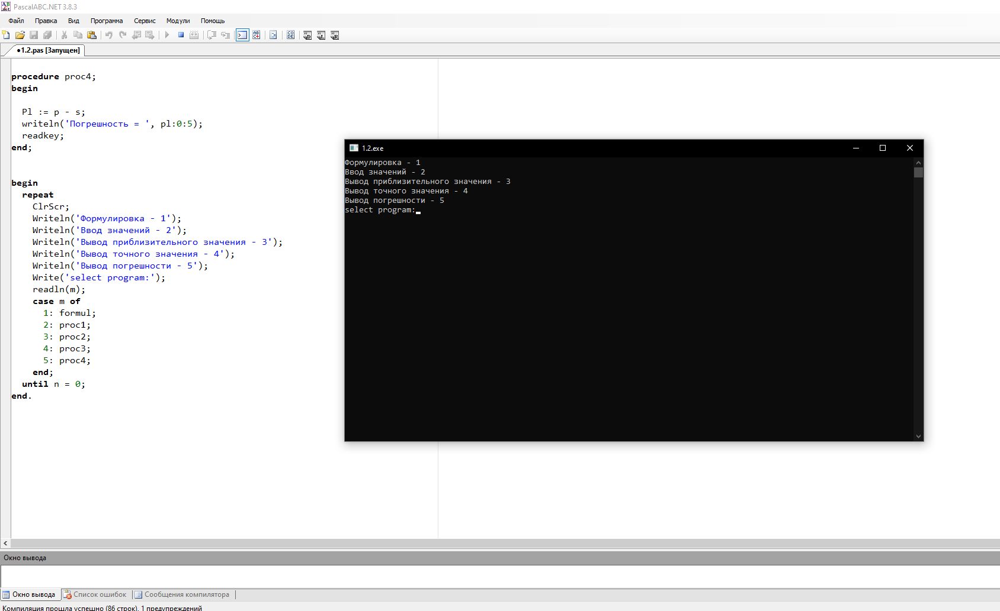 PascalABC.NET 3.8.3
Файл Правка Вид Программа Сервис Модули Помощь
•1.2.pas [Запущен]
procedure proc4;
begin
Pl := p - s;
writeln('Погрешность = ', pl:0:5);
readkey;
end;
begin
repeat
ClrScr;
Writeln('Формулировка - 1');
Writeln('Ввод значений - 2');
Writeln('Вывод приблизительного значения - 3');
Writeln('Вывод точного значения - 4');
Writeln('Вывод погрешности - 5');
Write('select program:');
readln(m);
case m of
1: formul;
2: proc1;
3: proc2;
4: proc3;
5: proc4;
end;
until n = 0;
end.
1.2.exe
Формулировка - 1
Ввод значений - 2
Вывод приблизительного значения - 3
Вывод точного значения - 4
Вывод погрешности - 5
select program:
Окно вывода
Окно вывода Список ошибок Сообщения компилятора
Компиляция прошла успешно (86 строк), 1 предупреждений